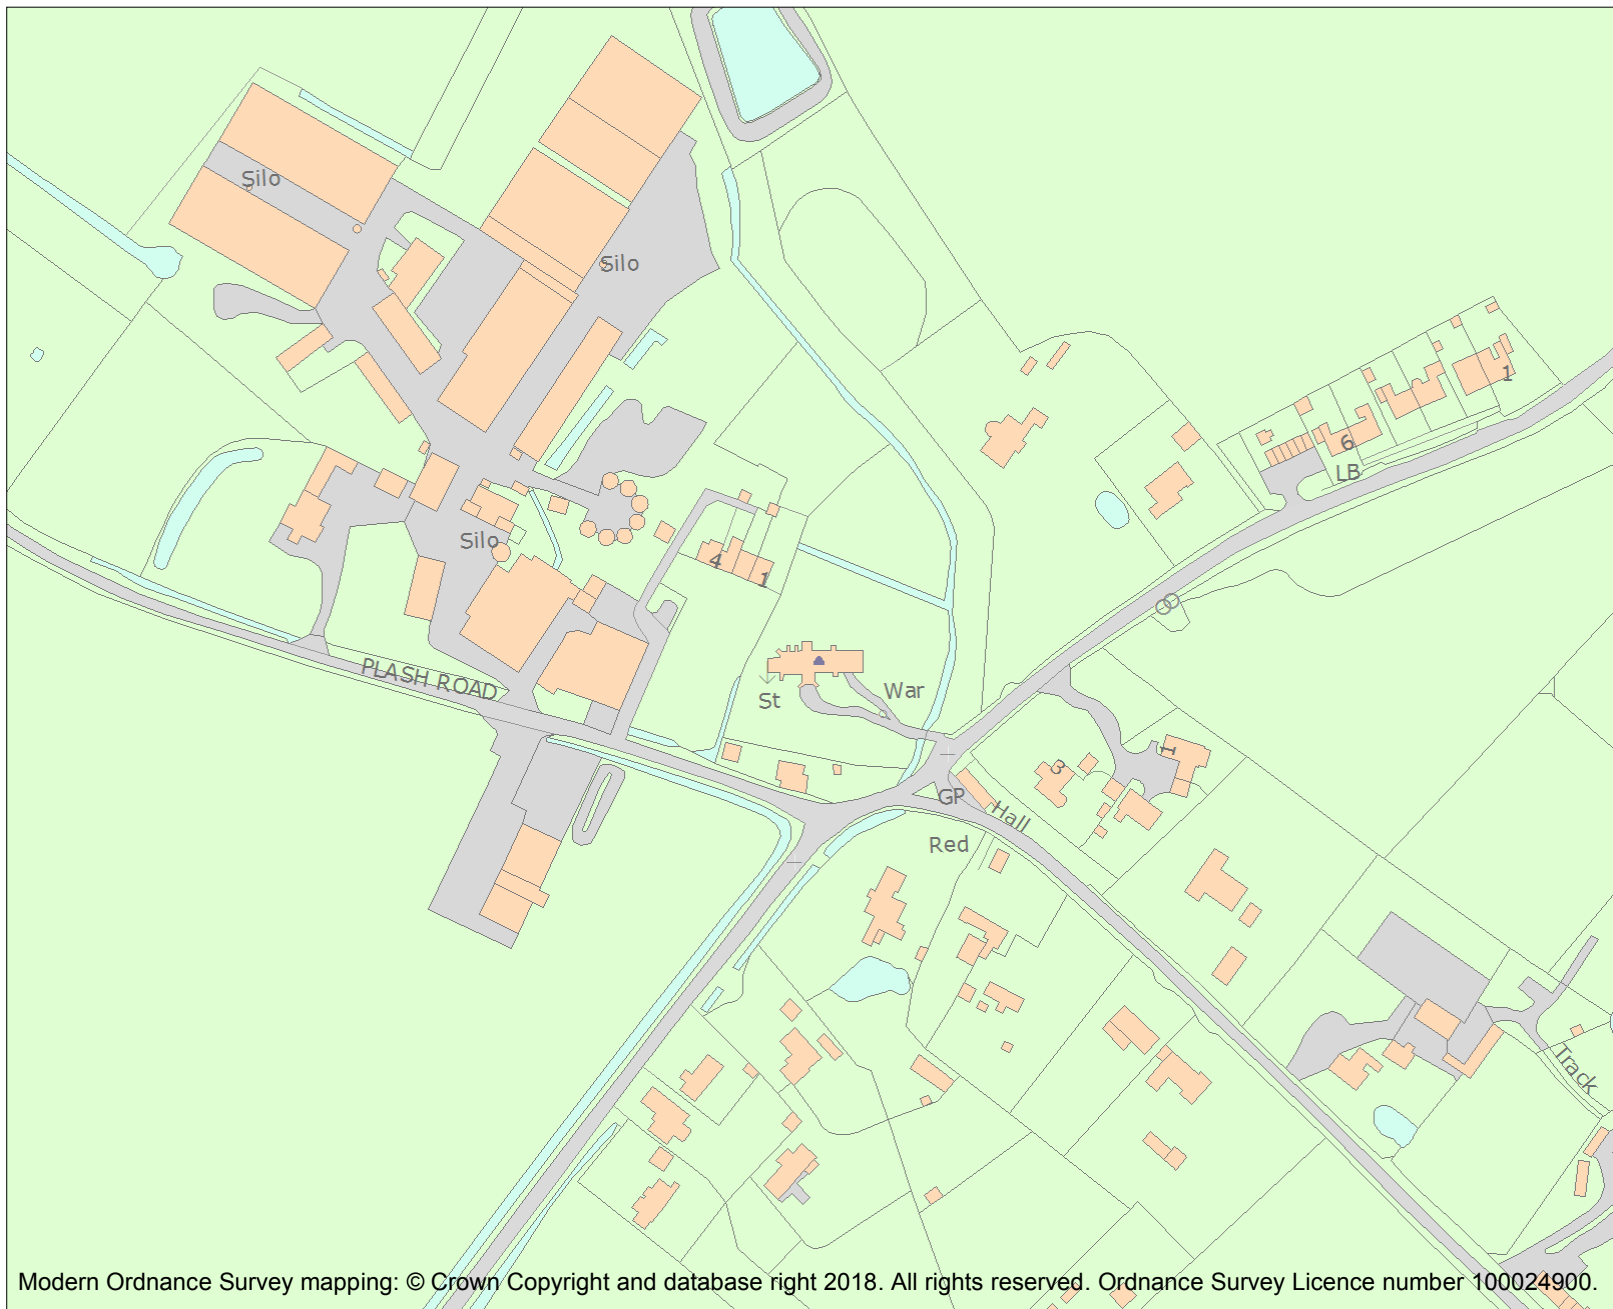 Silo
Silo
1
6
LB
Silo
4
1
PLASH ROAD
War
St
1
3
GP
Hall
Red
Track
Modern Ordnance Survey mapping: © Crown Copyright and database right 2018. All rights reserved. Ordnance Survey Licence number 100024900.